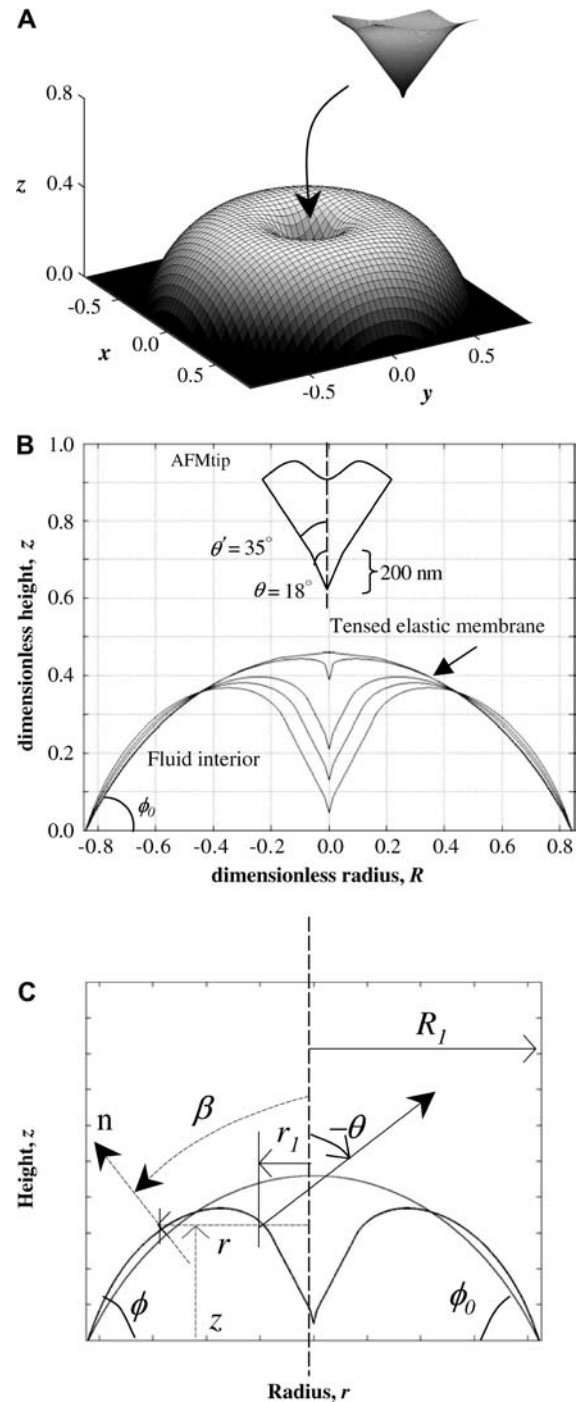 A
0.8
z
0.4
0.0
-0.5
0.0
x
0.5
-0.5
0.0
y
0.5
B
1.0
AFMtip
0.9
0.8
θ' = 35°
0.7
θ = 18°
200 nm
0.6
Tensed elastic membrane
dimensionless height, z
0.5
0.4
0.3
0.2
Fluid interior
0.1
ϕ0
0.0
-0.8 -0.6 -0.4 -0.2 0.0 0.2 0.4 0.6 0.8
dimensionless radius, R
C
R1
β
n
r1
-θ
Height, z
r
ϕ
z
ϕ0
Radius, r